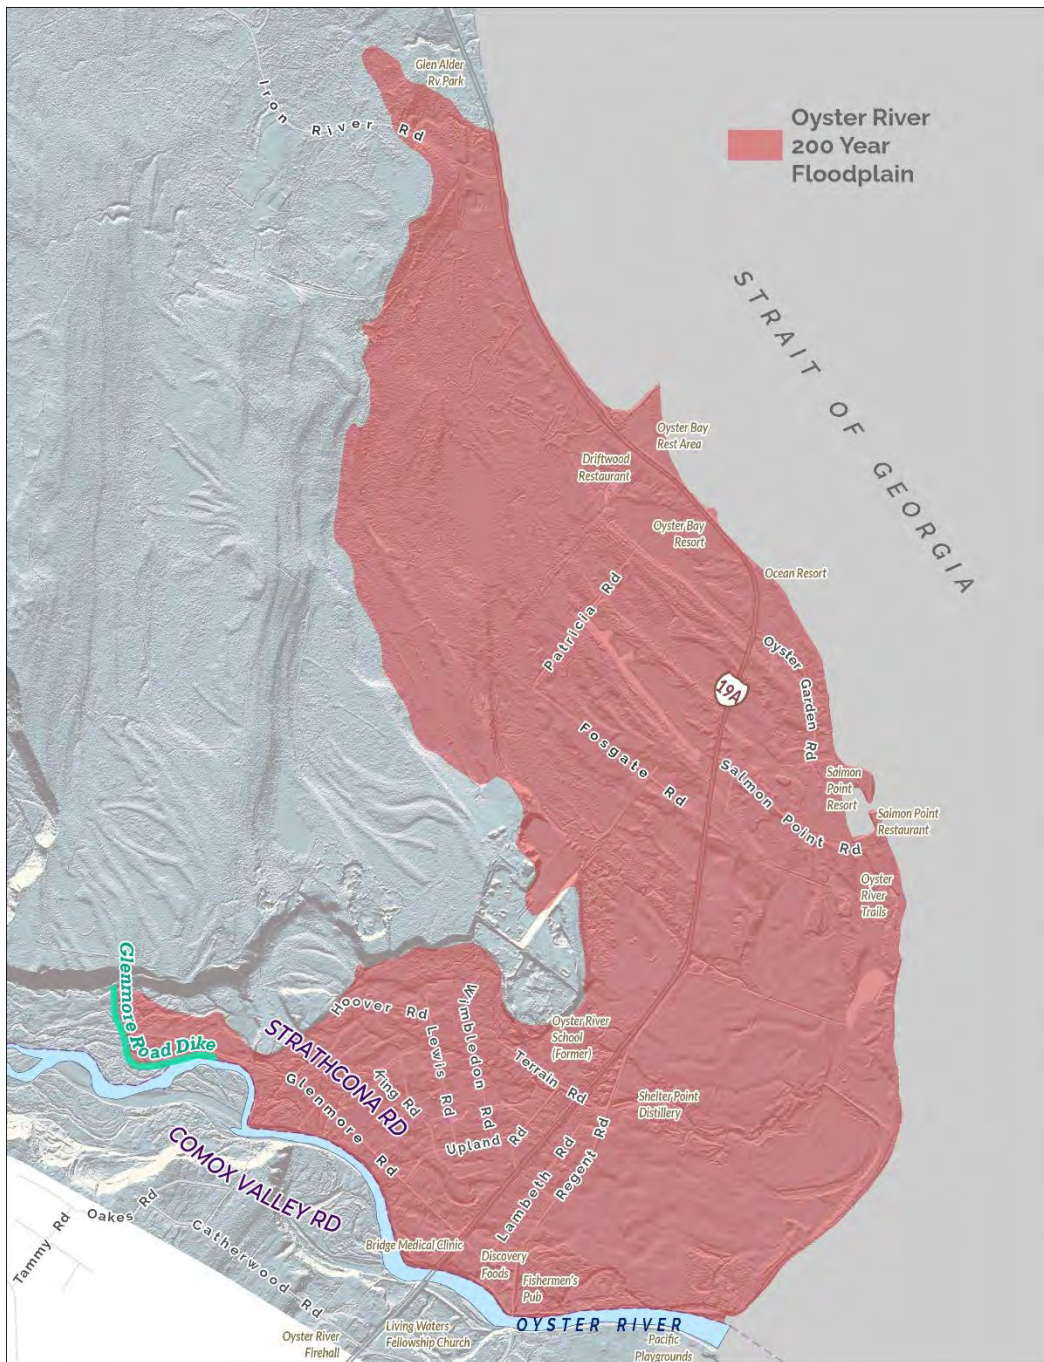 Glen Alder
Rv Park
Iron River Rd
Oyster River
200 Year
Floodplain
STRAIT OF GEORGIA
Oyster Bay
Rest Area
Driftwood
Restaurant
Oyster Bay
Resort
Ocean Resort
Patricia Rd
Oyster Garden Rd
19A
Fosgate Rd
Salmon Point Rd
Salmon
Point
Resort
Salmon Point
Restaurant
Oyster
River
Trails
Glenmore Road Dike
Hoover Rd
Wimbledon Rd
Lewis Rd
STRATHCONA RD
King Rd
Glenmore Rd
Oyster River
School
(Former)
Terrain Rd
Shelter Point
Distillery
Upland Rd
Lambeth Rd
Regent Rd
COMOX VALLEY RD
Tammy Rd
Oakes Rd
Catherwood Rd
Bridge Medical Clinic
Discovery
Foods
Fishermen's
Pub
OYSTER RIVER
Living Waters
Fellowship Church
Oyster River
Firehall
Pacific
Playgrounds